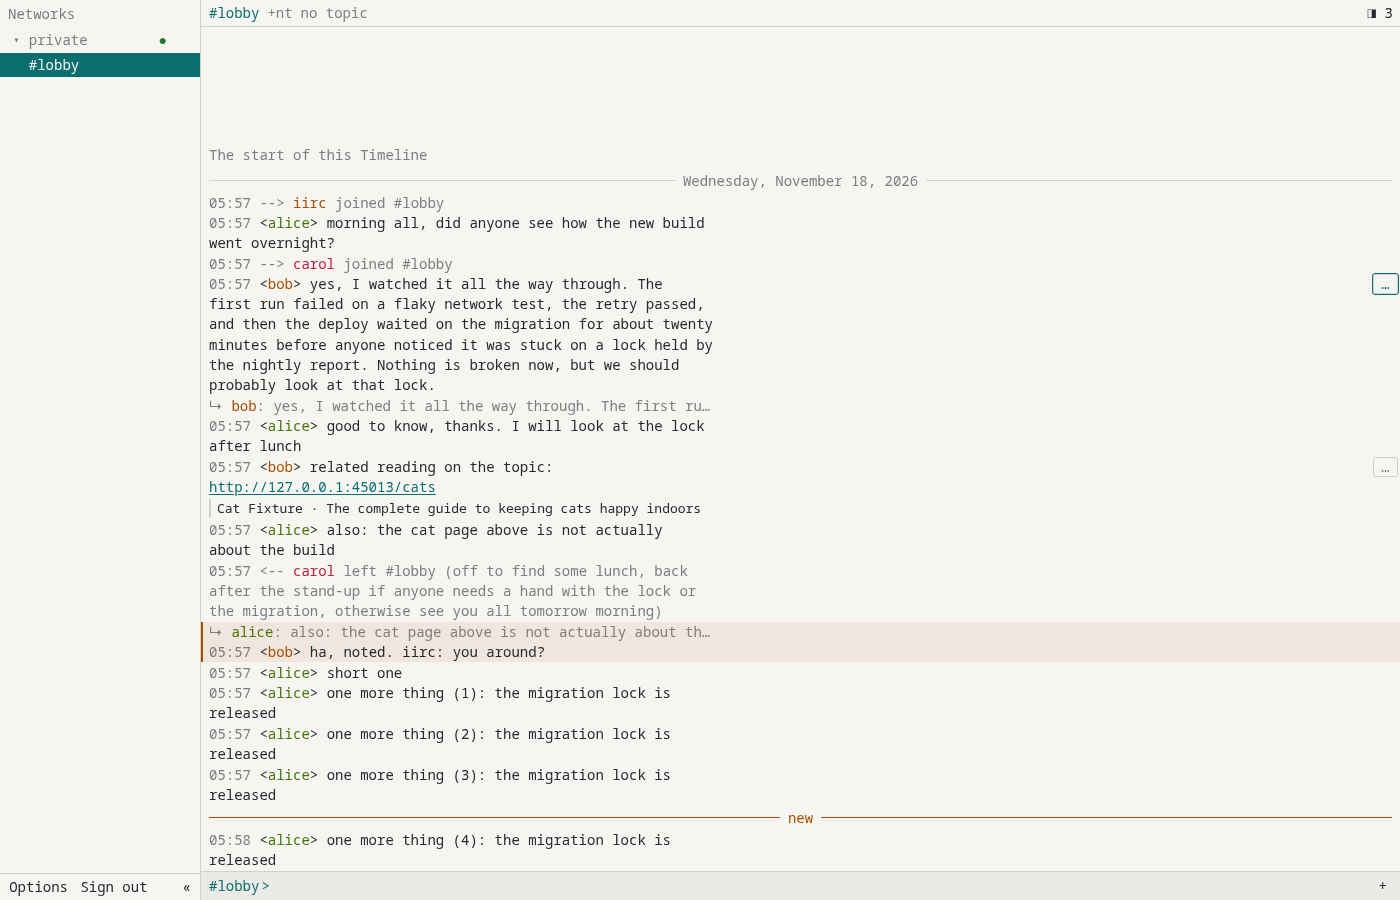 Networks
▾ private ●
#lobby
#lobby +nt no topic
◨ 3
The start of this Timeline
Wednesday, November 18, 2026
05:57 --> iirc joined #lobby
05:57 <alice> morning all, did anyone see how the new build
went overnight?
05:57 --> carol joined #lobby
05:57 <bob> yes, I watched it all the way through. The
…
first run failed on a flaky network test, the retry passed,
and then the deploy waited on the migration for about twenty
minutes before anyone noticed it was stuck on a lock held by
the nightly report. Nothing is broken now, but we should
probably look at that lock.
↳ bob: yes, I watched it all the way through. The first ru…
05:57 <alice> good to know, thanks. I will look at the lock
after lunch
05:57 <bob> related reading on the topic:
…
http://127.0.0.1:45013/cats
Cat Fixture · The complete guide to keeping cats happy indoors
05:57 <alice> also: the cat page above is not actually
about the build
05:57 <-- carol left #lobby (off to find some lunch, back
after the stand-up if anyone needs a hand with the lock or
the migration, otherwise see you all tomorrow morning)
↳ alice: also: the cat page above is not actually about th…
05:57 <bob> ha, noted. iirc: you around?
05:57 <alice> short one
05:57 <alice> one more thing (1): the migration lock is
released
05:57 <alice> one more thing (2): the migration lock is
released
05:57 <alice> one more thing (3): the migration lock is
released
new
05:58 <alice> one more thing (4): the migration lock is
released
Options Sign out «
#lobby>
+